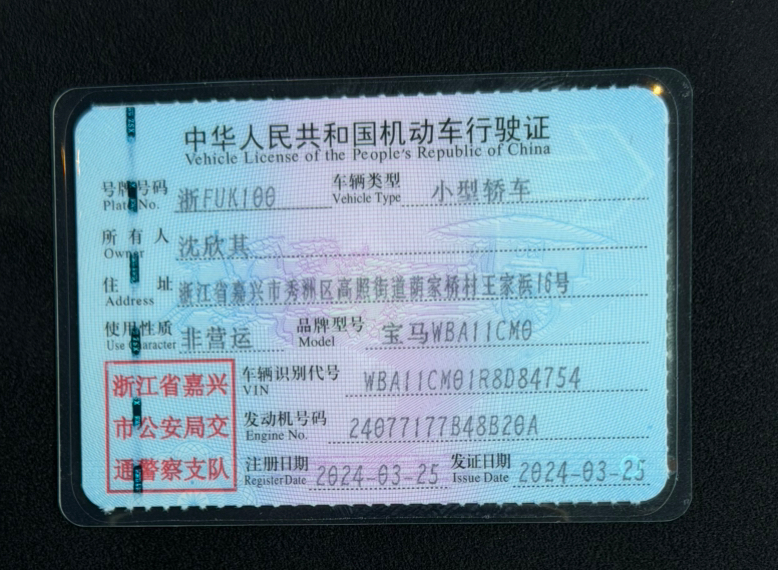 中华人民共和国机动车行驶证
Vehicle License of the People's Republic of China
号牌号码 浙FUK100 车辆类型 小型轿车
Plate No. Vehicle Type
所有人 沈欣其
Owner
住址 浙江省嘉兴市秀洲区高照街道荫家桥村王家浜16号
Address
使用性质 非营运 品牌型号 宝马WBA11CM0
Use Character Model
浙江省嘉兴
市公安局交
通警察支队
车辆识别代号 WBA11CM01R8D84754
VIN
发动机号码 24077177B48B20A
Engine No.
注册日期 2024-03-25 发证日期 2024-03-25
Register Date Issue Date